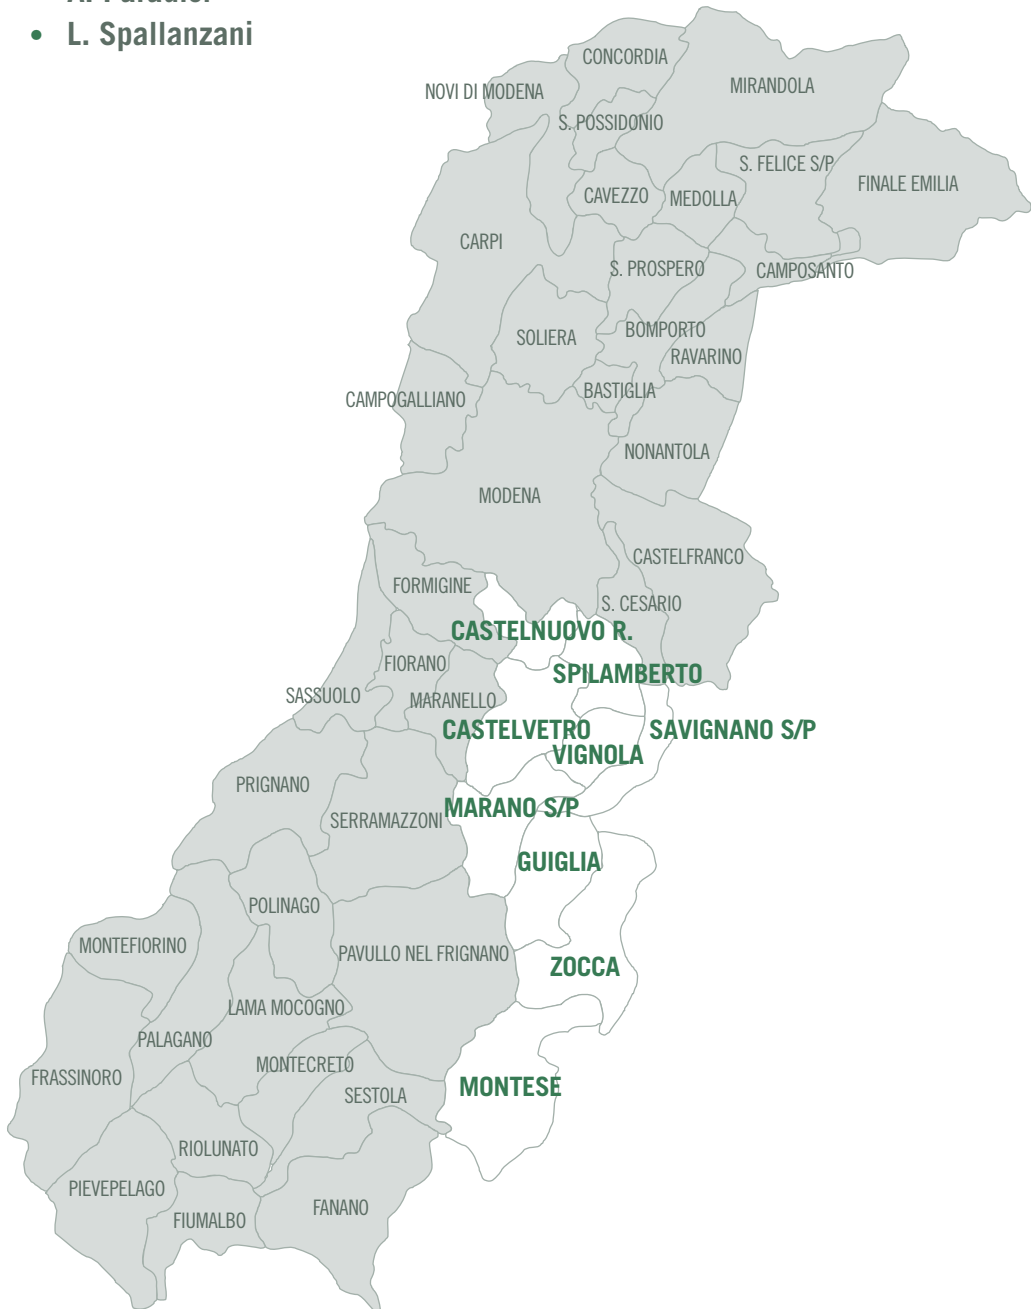 • L. Spallanzani
CONCORDIA
MIRANDOLA
NOVI DI MODENA
S. POSSIDONIO
S. FELICE S/P
FINALE EMILIA
CAVEZZO
MEDOLLA
CARPI
S. PROSPERO
CAMPOSANTO
BOMPORTO
SOLIERA
RAVARINO
BASTIGLIA
CAMPOGALLIANO
NONANTOLA
MODENA
CASTELFRANCO
FORMIGINE
S. CESARIO
CASTELNUOVO R.
FIORANO
SPILAMBERTO
SASSUOLO
MARANELLO
CASTELVETRO
SAVIGNANO S/P
VIGNOLA
PRIGNANO
MARANO S/P
SERRAMAZZONI
GUIGLIA
POLINAGO
MONTEFIORINO
PAVULLO NEL FRIGNANO
ZOCCA
LAMA MOCOGNO
PALAGANO
MONTECRETO
FRASSINORO
MONTESE
SESTOLA
RIOLUNATO
PIEVEPELAGO
FANANO
FIUMALBO